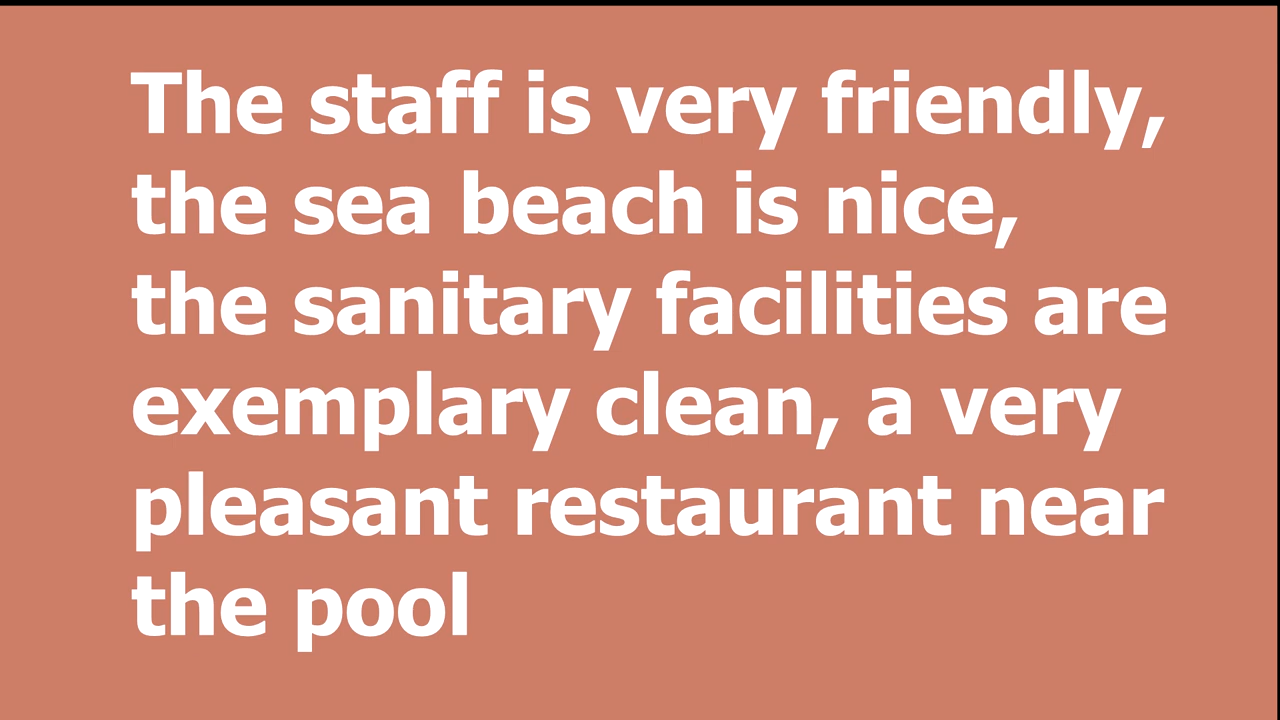 The staff is very friendly,
the sea beach is nice,
the sanitary facilities are
exemplary clean, a very
pleasant restaurant near
the pool